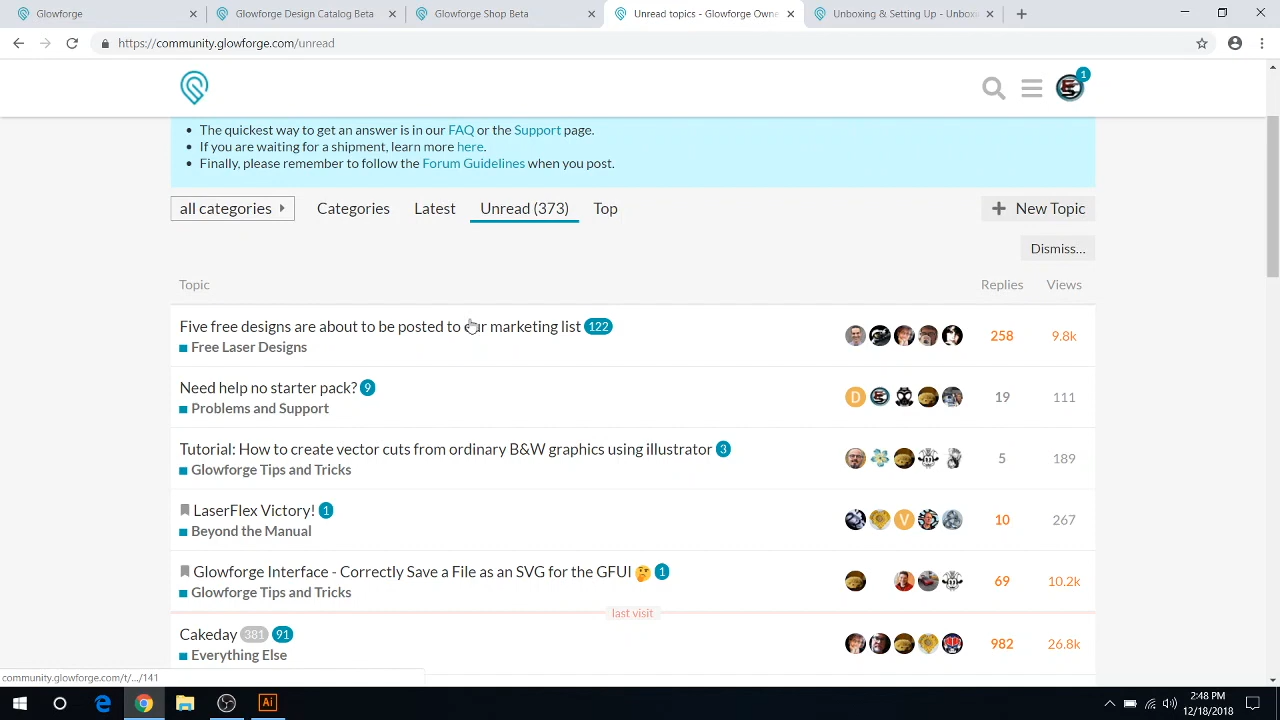 Glowforge
Glowforge Design Catalog Beta
Glowforge Shop Beta
Unread topics - Glowforge Owne
Unboxing & Setting Up - Unboxi
https://community.glowforge.com/unread
1
The quickest way to get an answer is in our FAQ or the Support page.
If you are waiting for a shipment, learn more here.
Finally, please remember to follow the Forum Guidelines when you post.
all categories
Categories
Latest
Unread (373)
Top
New Topic
Dismiss...
Topic
Replies
Views
Five free designs are about to be posted to our marketing list 122
Free Laser Designs
258
9.8k
Need help no starter pack? 9
Problems and Support
D
19
111
Tutorial: How to create vector cuts from ordinary B&W graphics using illustrator 3
Glowforge Tips and Tricks
5
189
LaserFlex Victory! 1
Beyond the Manual
V
10
267
Glowforge Interface - Correctly Save a File as an SVG for the GFUI 🤔 1
Glowforge Tips and Tricks
69
10.2k
last visit
Cakeday 381 91
Everything Else
982
26.8k
community.glowforge.com/t/.../141
Ai
2:48 PM
12/18/2018